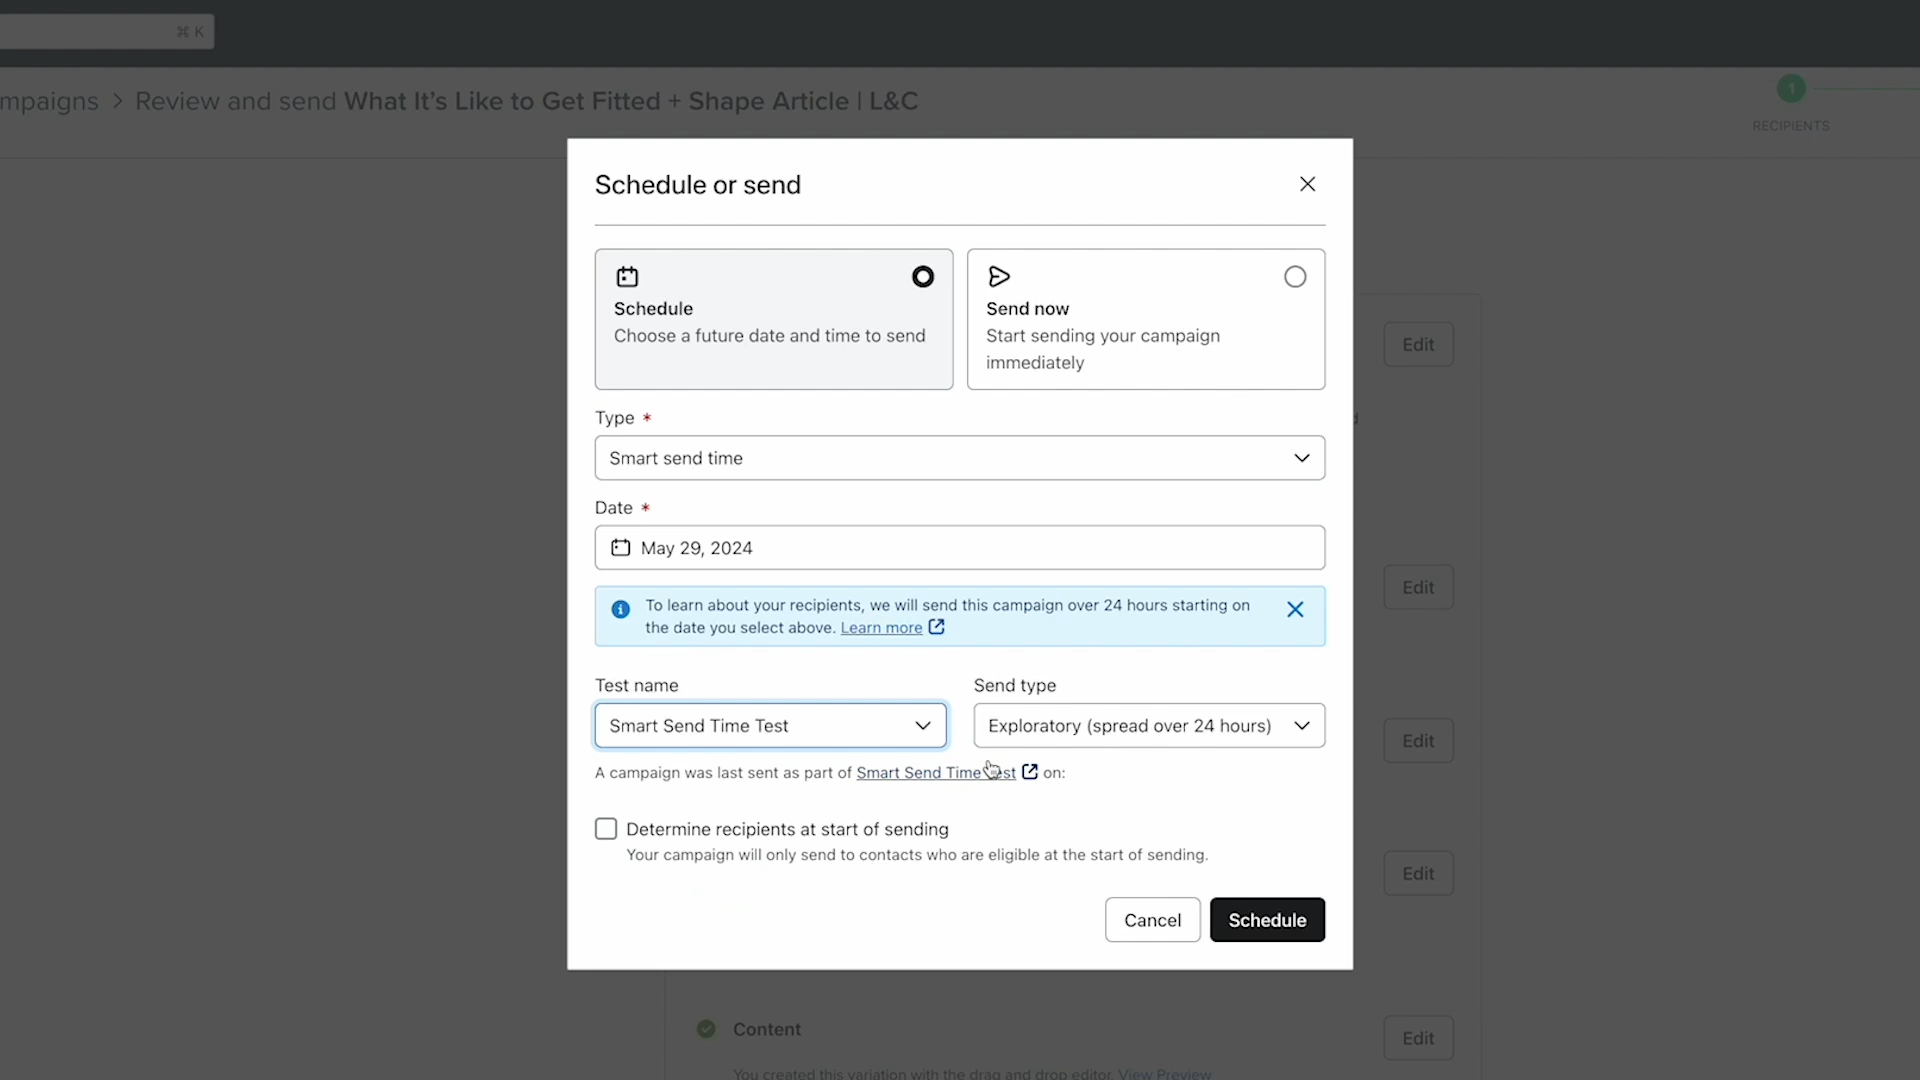 ⌘ K
mpaigns > Review and send What It's Like to Get Fitted + Shape Article | L&C
1
RECIPIENTS
Schedule or send
Schedule
Choose a future date and time to send
Send now
Start sending your campaign
immediately
Edit
Type *
Smart send time
Date *
May 29, 2024
To learn about your recipients, we will send this campaign over 24 hours starting on
the date you select above. Learn more
Edit
Test name
Send type
Smart Send Time Test
Exploratory (spread over 24 hours)
Edit
A campaign was last sent as part of Smart Send Time Test on:
Determine recipients at start of sending
Your campaign will only send to contacts who are eligible at the start of sending.
Edit
Cancel
Schedule
Content
Edit
You created this variation with the drag and drop editor. View Preview